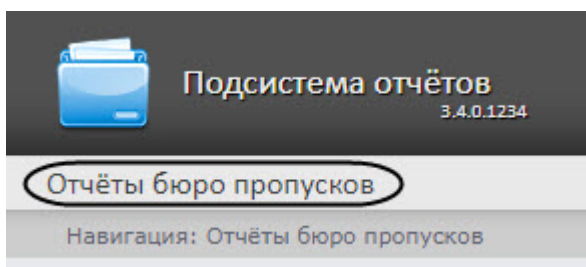 Подсистема отчётов
3.4.0.1234
Отчёты бюро пропусков
Навигация: Отчёты бюро пропусков